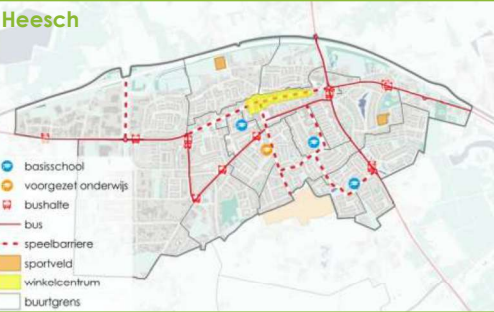 Heesch
basisschool
voorgezet onderwijs
bushalte
bus
speelbarriere
sportveld
winkelcentrum
buurtgrens